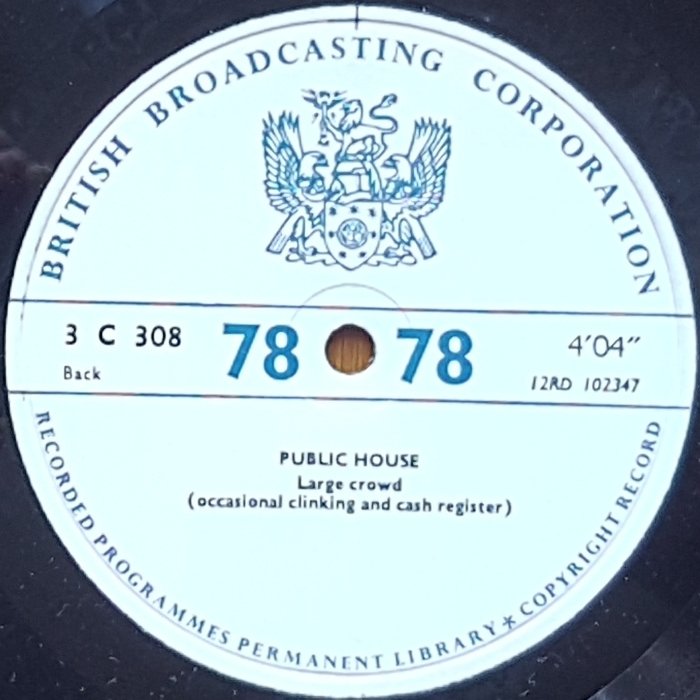 BRITISH BROADCASTING CORPORATION
3 C 308
Back
78 78
4'04"
12RD 102347
PUBLIC HOUSE
Large crowd
(occasional clinking and cash register)
RECORDED PROGRAMMES PERMANENT LIBRARY * COPYRIGHT RECORD